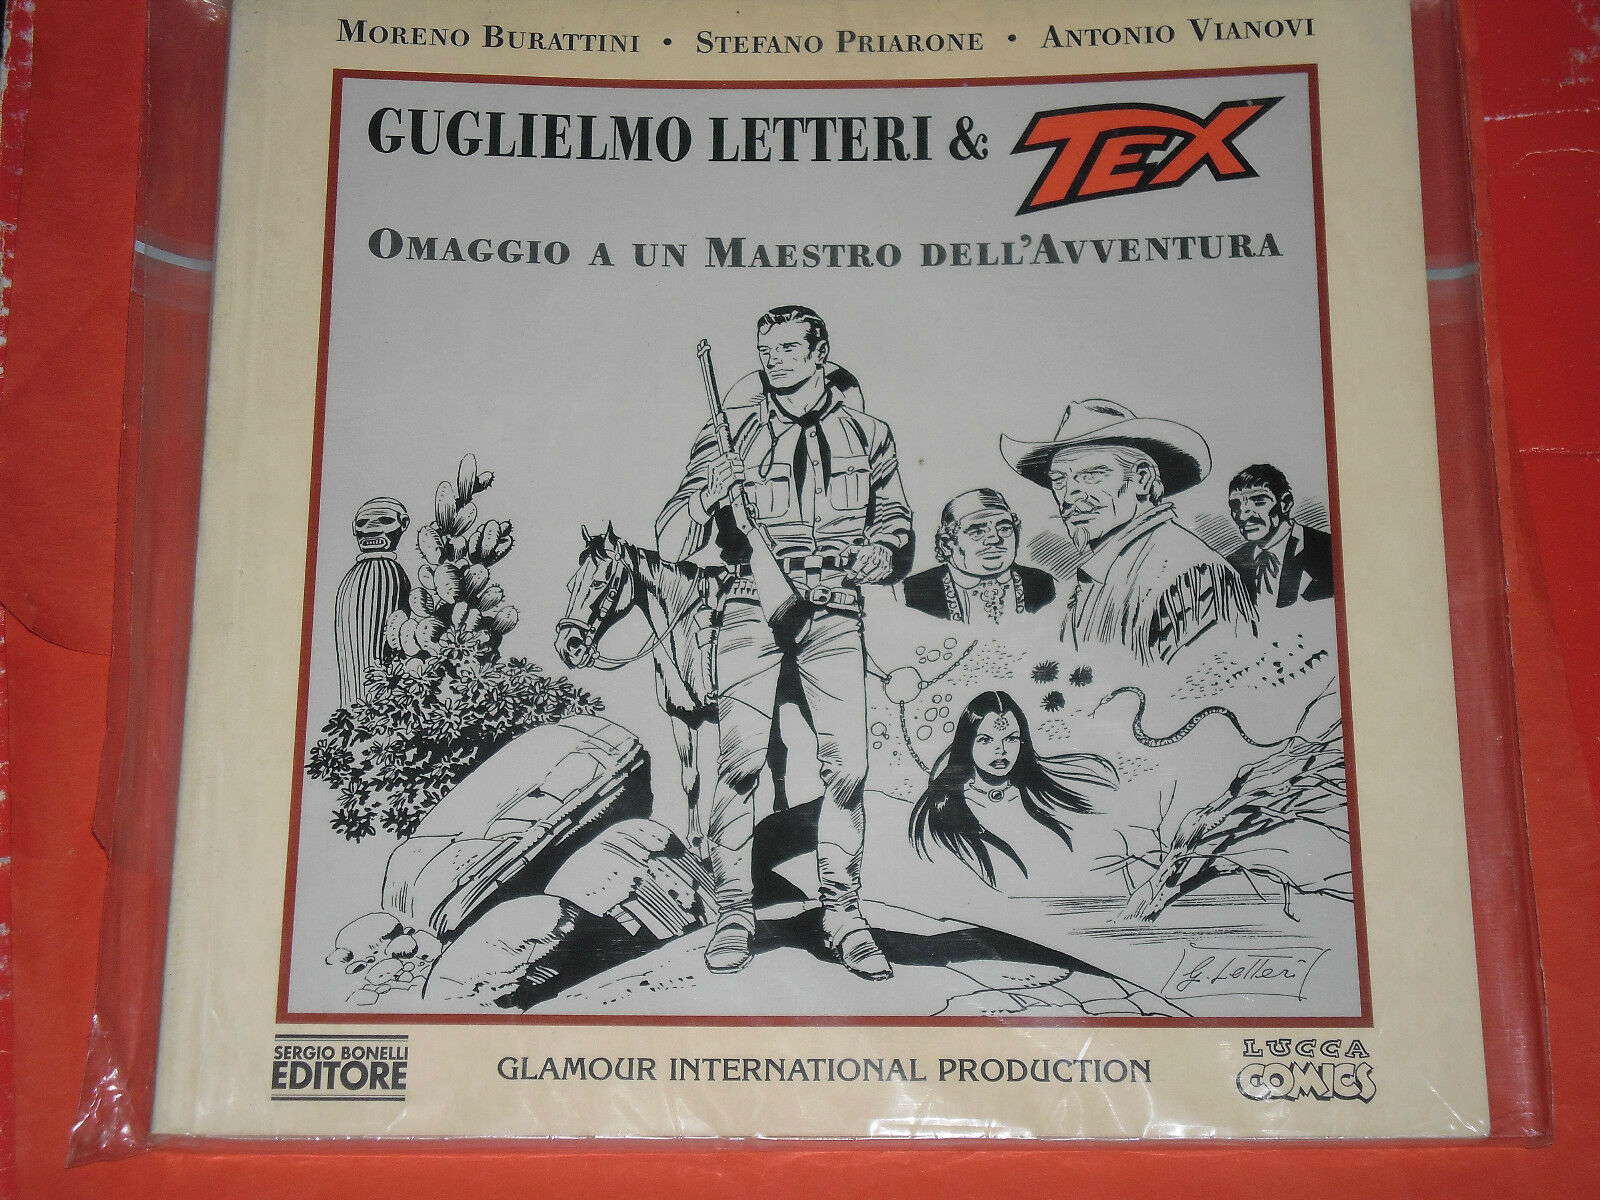 MORENO BURATTINI • STEFANO PRIARONE • ANTONIO VIANOVI
GUGLIELMO LETTERI & TEX
OMAGGIO A UN MAESTRO DELL'AVVENTURA
G. Letteri
SERGIO BONELLI
EDITORE
GLAMOUR INTERNATIONAL PRODUCTION
LUCCA
COMICS